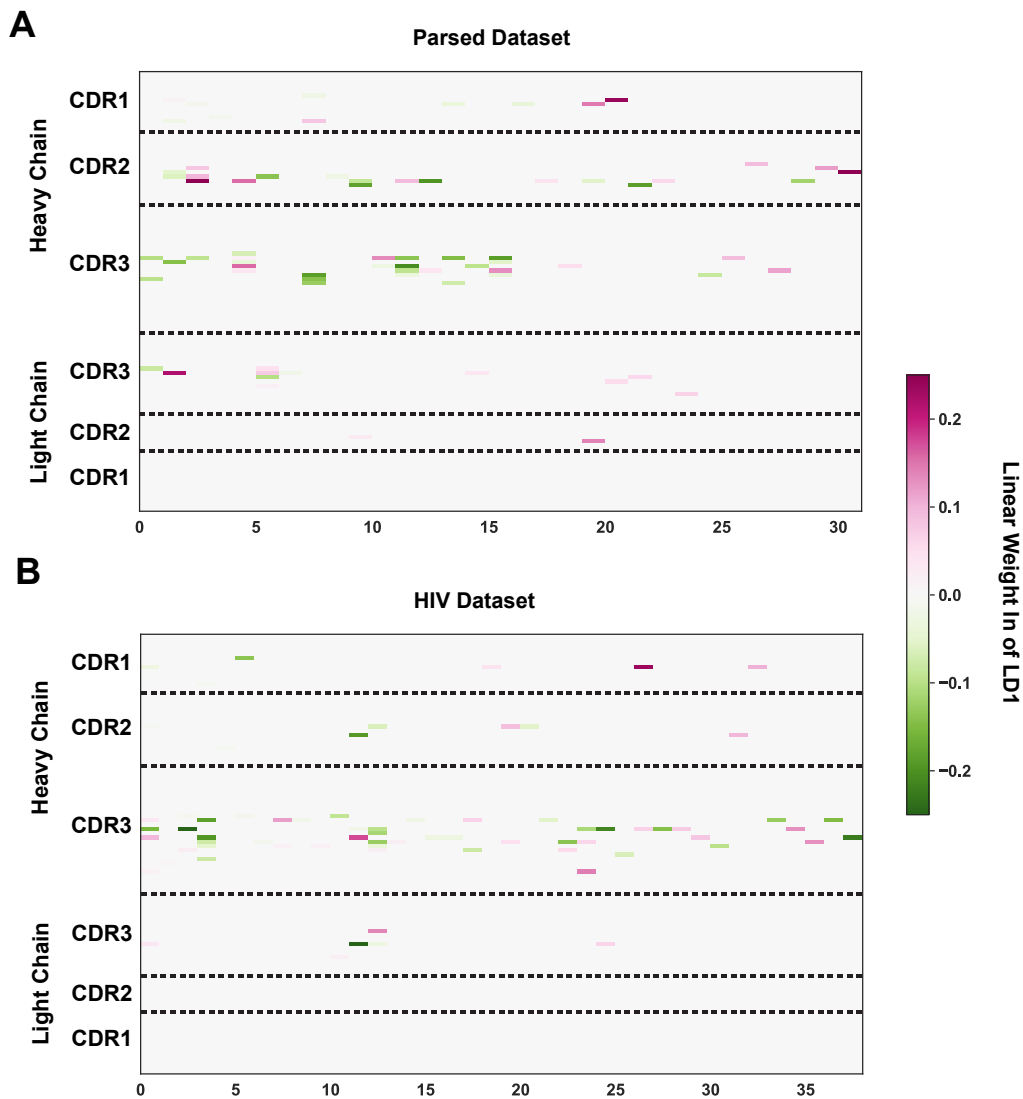 A
Parsed Dataset
Heavy Chain
CDR1
CDR2
CDR3
Light Chain
CDR3
CDR2
CDR1
0 5 10 15 20 25 30
B
HIV Dataset
Heavy Chain
CDR1
CDR2
CDR3
Light Chain
CDR3
CDR2
CDR1
0 5 10 15 20 25 30 35
0.2
0.1
0.0
−0.1
−0.2
Linear Weight In of LD1